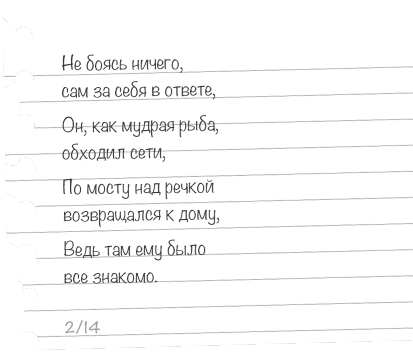 Не боясь ничего,
сам за себя в ответе,
Он, как мудрая рыба,
обходил сети,
По мосту над речкой
возвращался к дому,
Ведь там ему было
все знакомо.
2/14